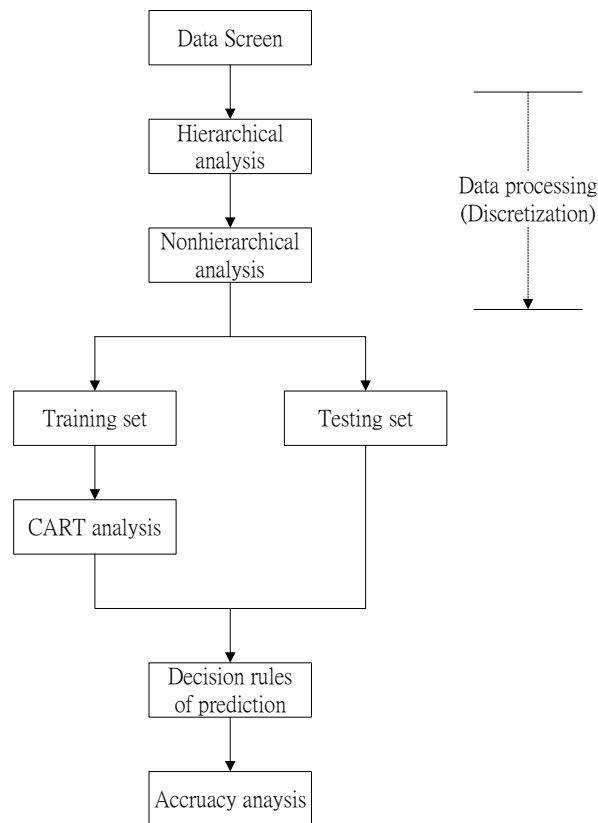 Data Screen
Hierarchical
analysis
Data processing
(Discretization)
Nonhierarchical
analysis
Training set
Testing set
CART analysis
Decision rules
of prediction
Accruacy anaysis